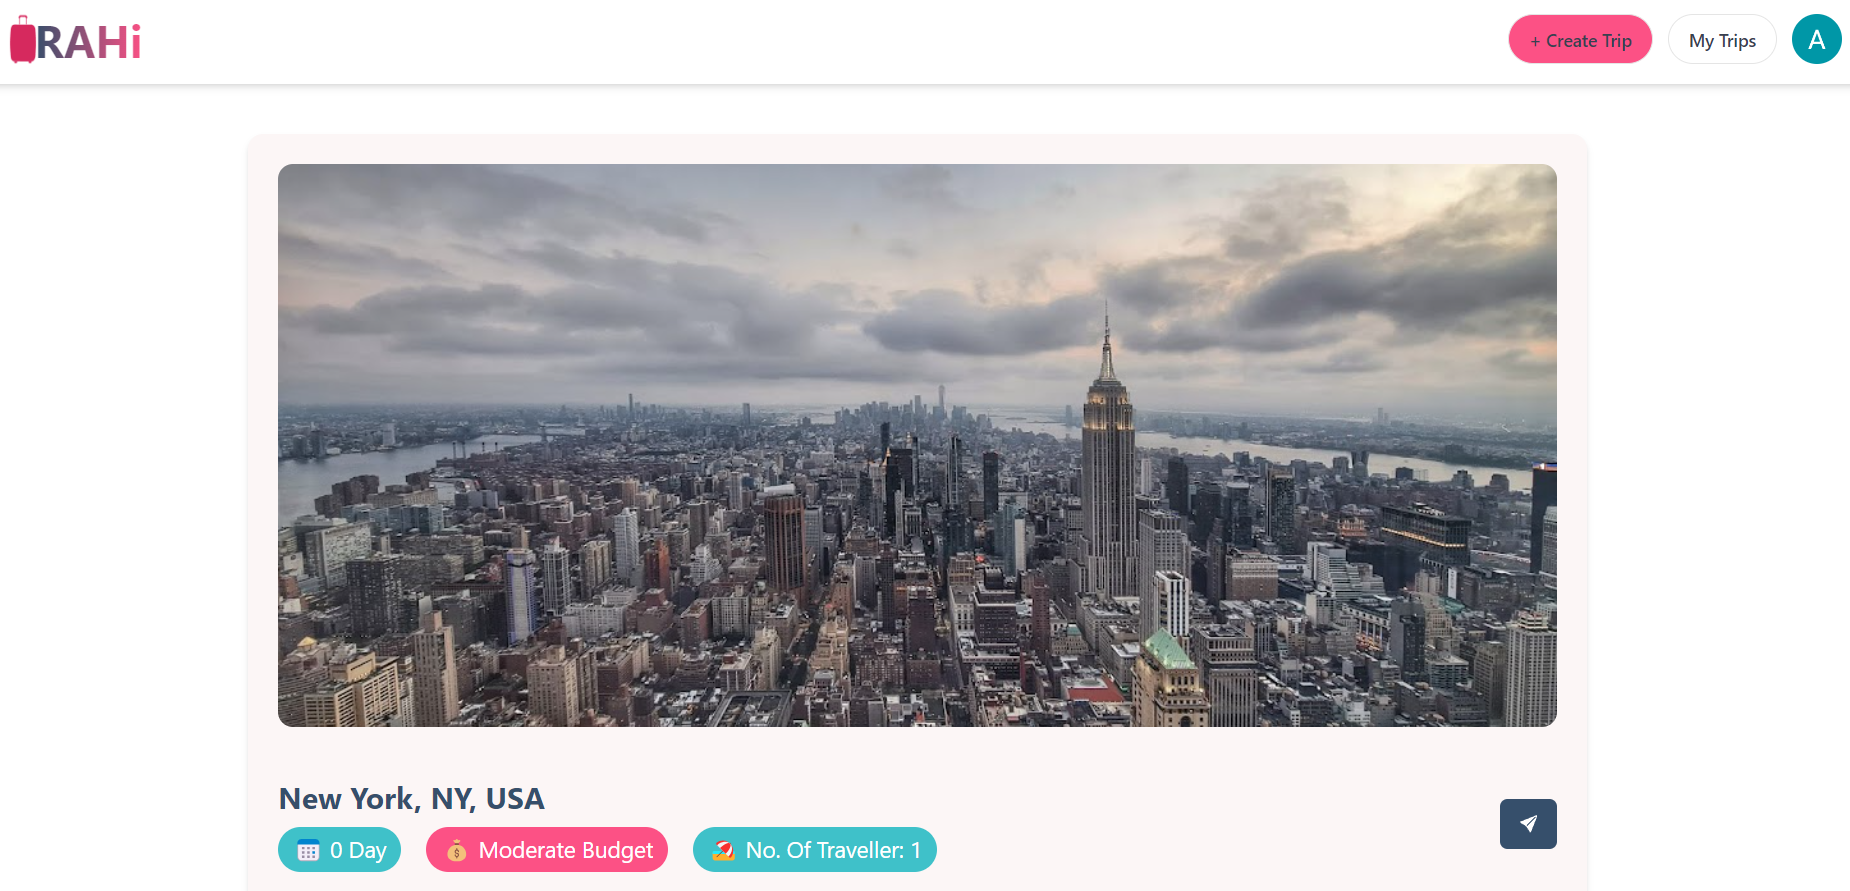 RAHi
+ Create Trip
My Trips
A
New York, NY, USA
0 Day
Moderate Budget
No. Of Traveller: 1